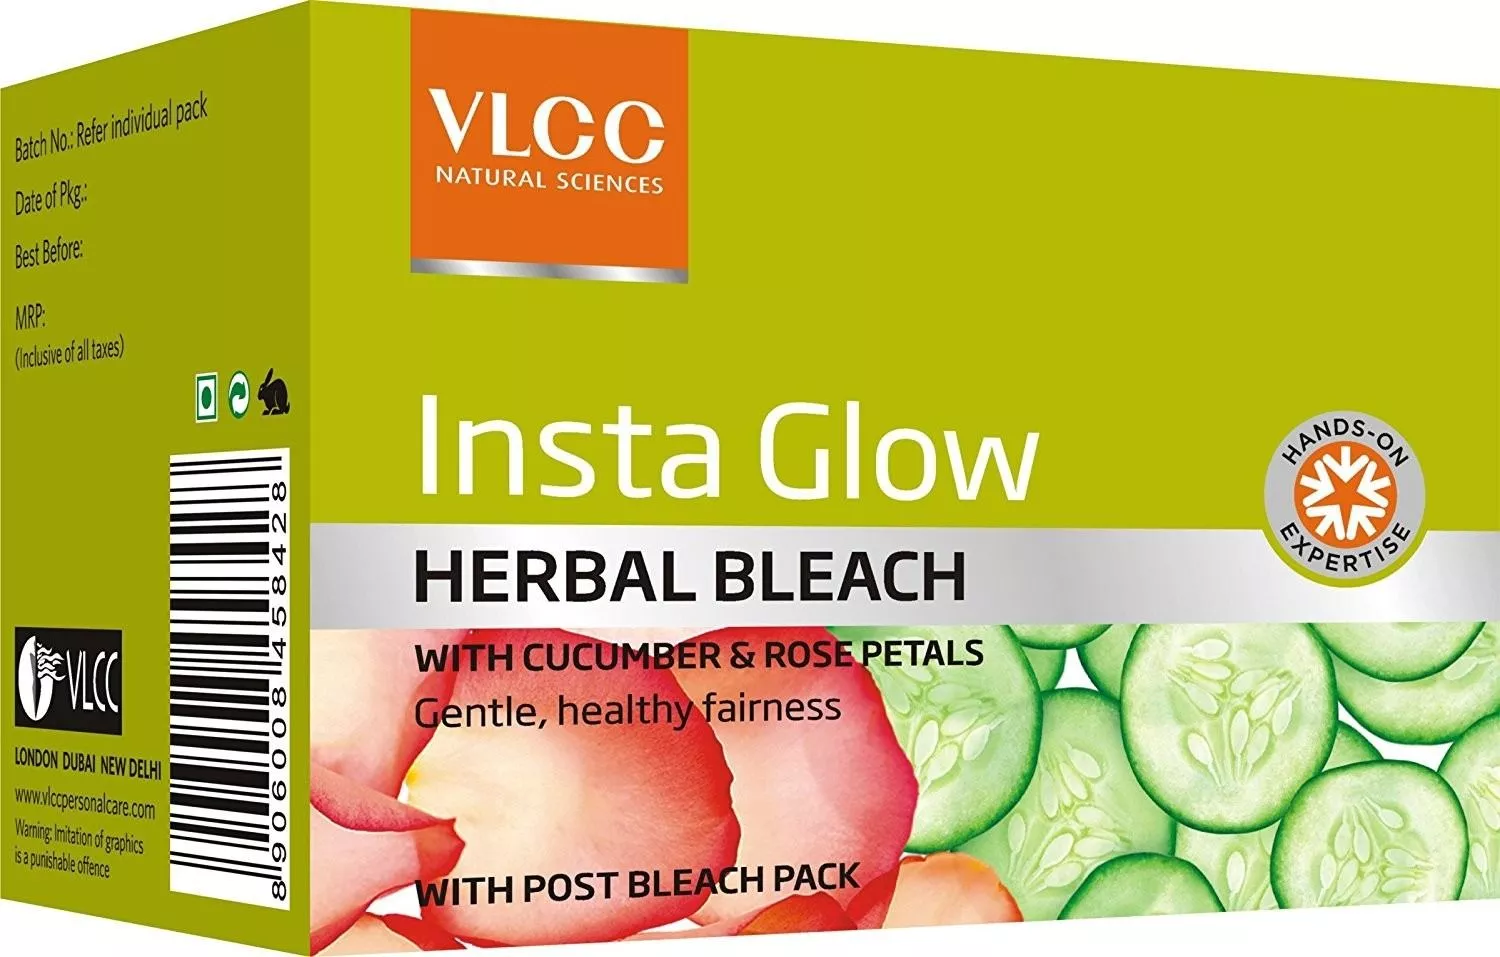 Batch No.: Refer individual pack
Date of Pkg.:
Best Before:
MRP:
(Inclusive of all taxes)
8906008458428
VLCC
LONDON DUBAI NEW DELHI
www.vlccpersonalcare.com
Warning: Imitation of graphics
is a punishable offence
VLCC
NATURAL SCIENCES
Insta Glow
HERBAL BLEACH
WITH CUCUMBER & ROSE PETALS
Gentle, healthy fairness
WITH POST BLEACH PACK
HANDS-ON
EXPERTISE